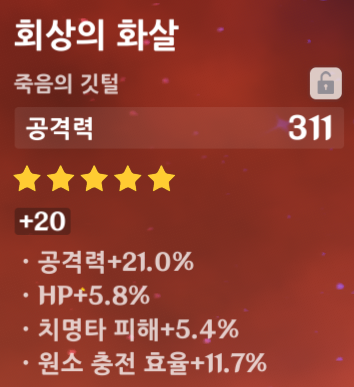 회상의 화살
죽음의 깃털
공격력 311
+20
· 공격력+21.0%
· HP+5.8%
· 치명타 피해+5.4%
· 원소 충전 효율+11.7%